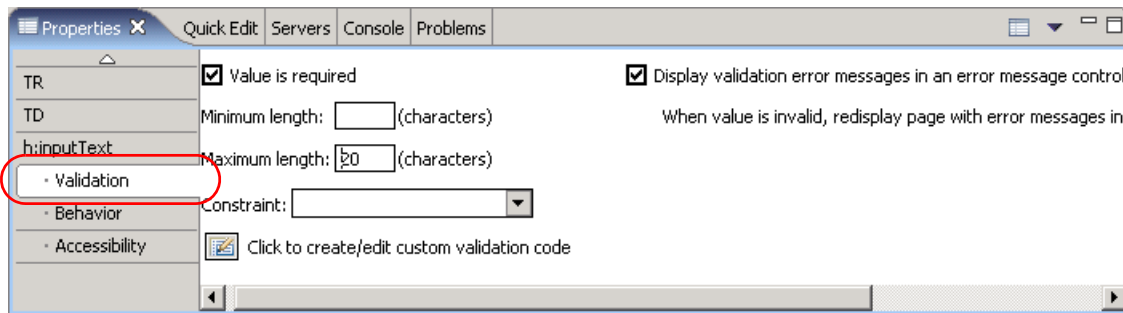 Properties Quick Edit Servers Console Problems
TR
TD
h:inputText
Validation
Behavior
Accessibility
Value is required
Display validation error messages in an error message control
Minimum length: (characters)
When value is invalid, redisplay page with error messages in
Maximum length: 20 (characters)
Constraint:
Click to create/edit custom validation code